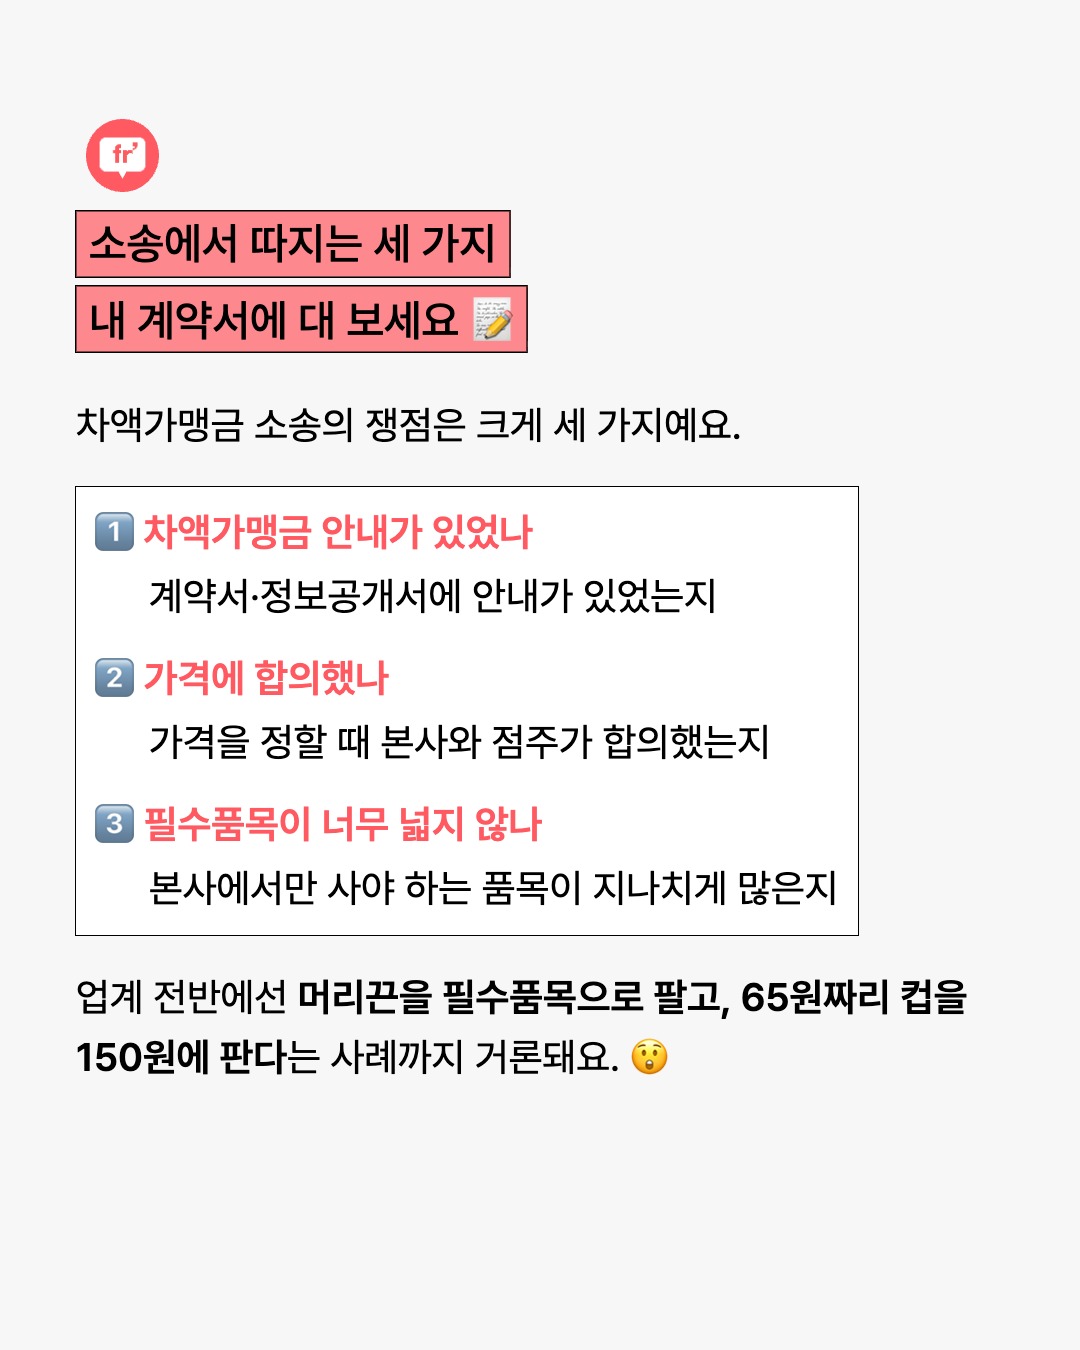 fr’
소송에서 따지는 세 가지
내 계약서에 대 보세요 📝
차액가맹금 소송의 쟁점은 크게 세 가지예요.
1️⃣ 차액가맹금 안내가 있었나
계약서·정보공개서에 안내가 있었는지
2️⃣ 가격에 합의했나
가격을 정할 때 본사와 점주가 합의했는지
3️⃣ 필수품목이 너무 넓지 않나
본사에서만 사야 하는 품목이 지나치게 많은지
업계 전반에선 머리끈을 필수품목으로 팔고, 65원짜리 컵을
150원에 판다는 사례까지 거론돼요. 😲